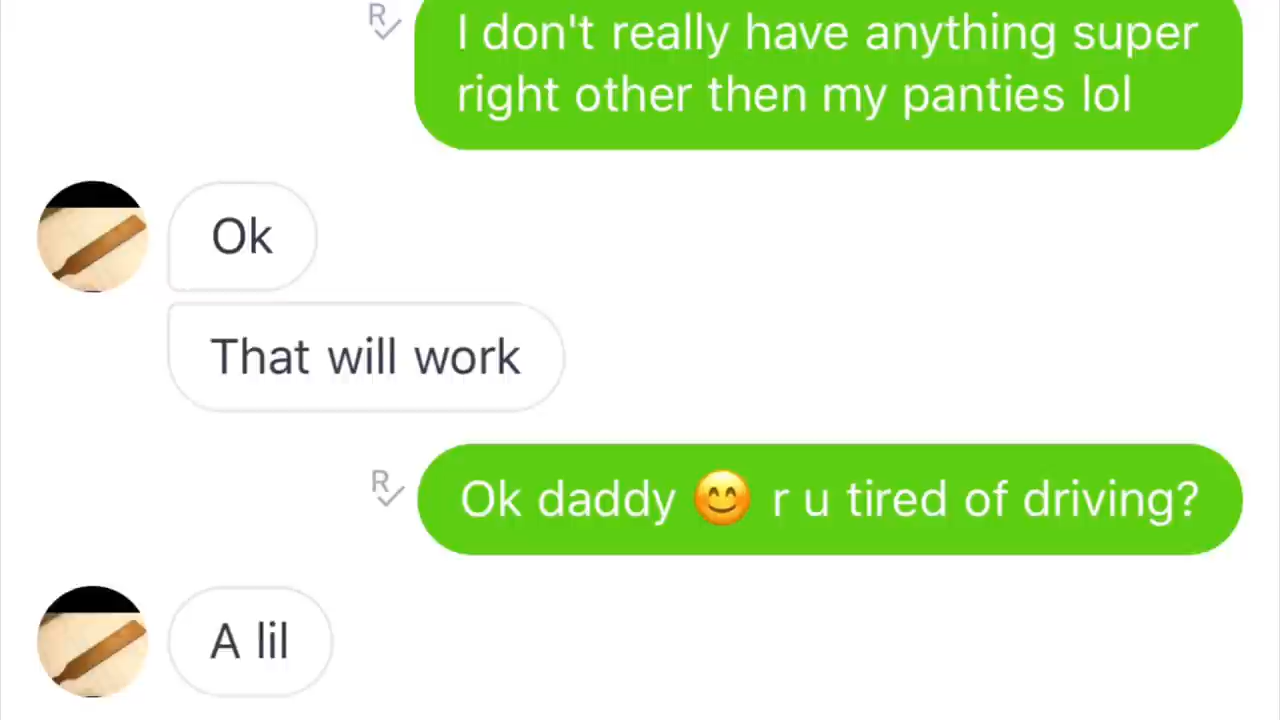 I don't really have anything super
right other then my panties lol
R
Ok
That will work
Ok daddy 😊 r u tired of driving?
R
A lil